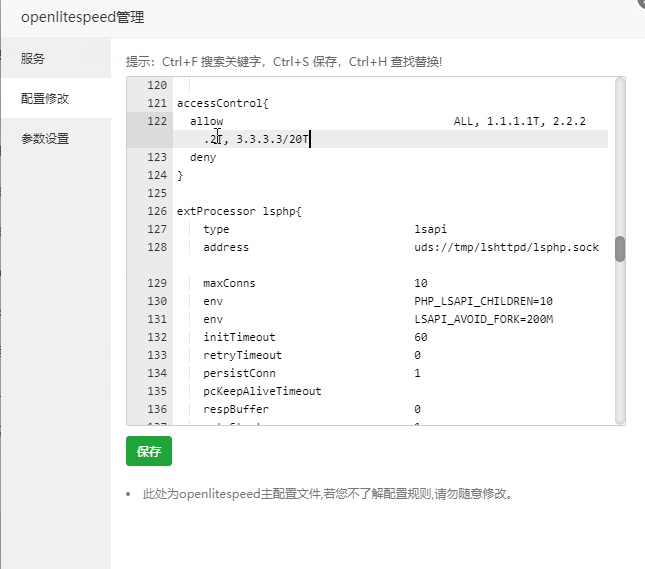 openlitespeed管理
服务
配置修改
参数设置
提示：Ctrl+F 搜索关键字，Ctrl+S 保存，Ctrl+H 查找替换!
120
121 accessControl{
122 allow ALL, 1.1.1.1T, 2.2.2
.2T, 3.3.3.3/20T
123 deny
124 }
125
126 extProcessor lsphp{
127 type lsapi
128 address uds://tmp/lshttpd/lsphp.sock
129 maxConns 10
130 env PHP_LSAPI_CHILDREN=10
131 env LSAPI_AVOID_FORK=200M
132 initTimeout 60
133 retryTimeout 0
134 persistConn 1
135 pcKeepAliveTimeout
136 respBuffer 0
保存
此处为openlitespeed主配置文件,若您不了解配置规则,请勿随意修改。